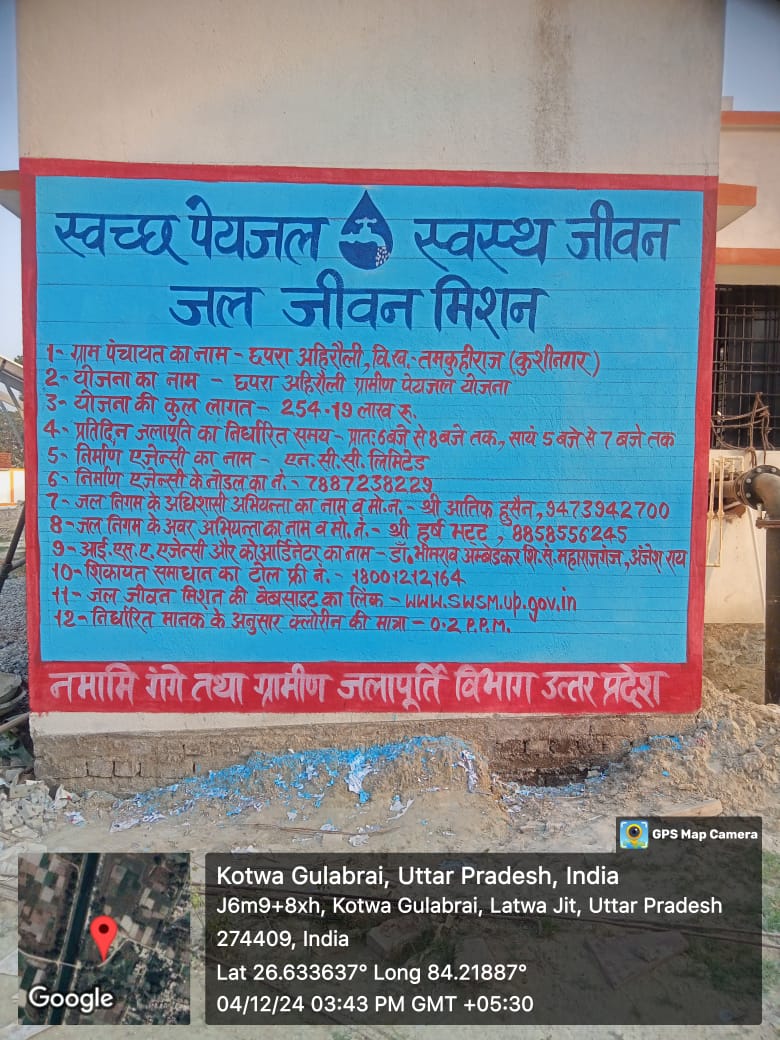 स्वच्छ पेयजल स्वस्थ जीवन
जल जीवन मिशन
1- ग्राम पंचायत का नाम - छपरा अहिरौली, वि.ख.- तमकुहीराज (कुशीनगर)
2- योजना का नाम - छपरा अहिरौली ग्रामीण पेयजल योजना
3- योजना की कुल लागत - 254.19 लाख रु.
4- प्रतिदिन जलापूर्ति का निर्धारित समय - प्रातः 6 बजे से 8 बजे तक, सायं 5 बजे से 7 बजे तक
5- निर्माण एजेन्सी का नाम - एन.सी.सी. लिमिटेड
6- निर्माण एजेन्सी के नोडल का नं.- 7887238229
7- जल निगम के अधिशासी अभियन्ता का नाम व मो.न.- श्री आतिफ हुसैन, 9473942700
8- जल निगम के अवर अभियन्ता का नाम व मो. नं.- श्री हर्ष भट्ट, 8858556245
9- आई.एस.ए. एजेन्सी और कोआर्डिनेटर का नाम - डॉ. भीमराव अम्बेडकर शि.सं. महाराजगंज, अंजेश राय
10- शिकायत समाधान का टोल फ्री नं. - 18001212164
11- जल जीवन मिशन की वेबसाइट का लिंक - www.swsm.up.gov.in
12- निर्धारित मानक के अनुसार क्लोरीन की मात्रा - 0.2 P.P.M.
नमामि गंगे तथा ग्रामीण जलापूर्ति विभाग उत्तर प्रदेश
GPS Map Camera
Kotwa Gulabrai, Uttar Pradesh, India
J6m9+8xh, Kotwa Gulabrai, Latwa Jit, Uttar Pradesh
274409, India
Lat 26.633637° Long 84.21887°
04/12/24 03:43 PM GMT +05:30
Google